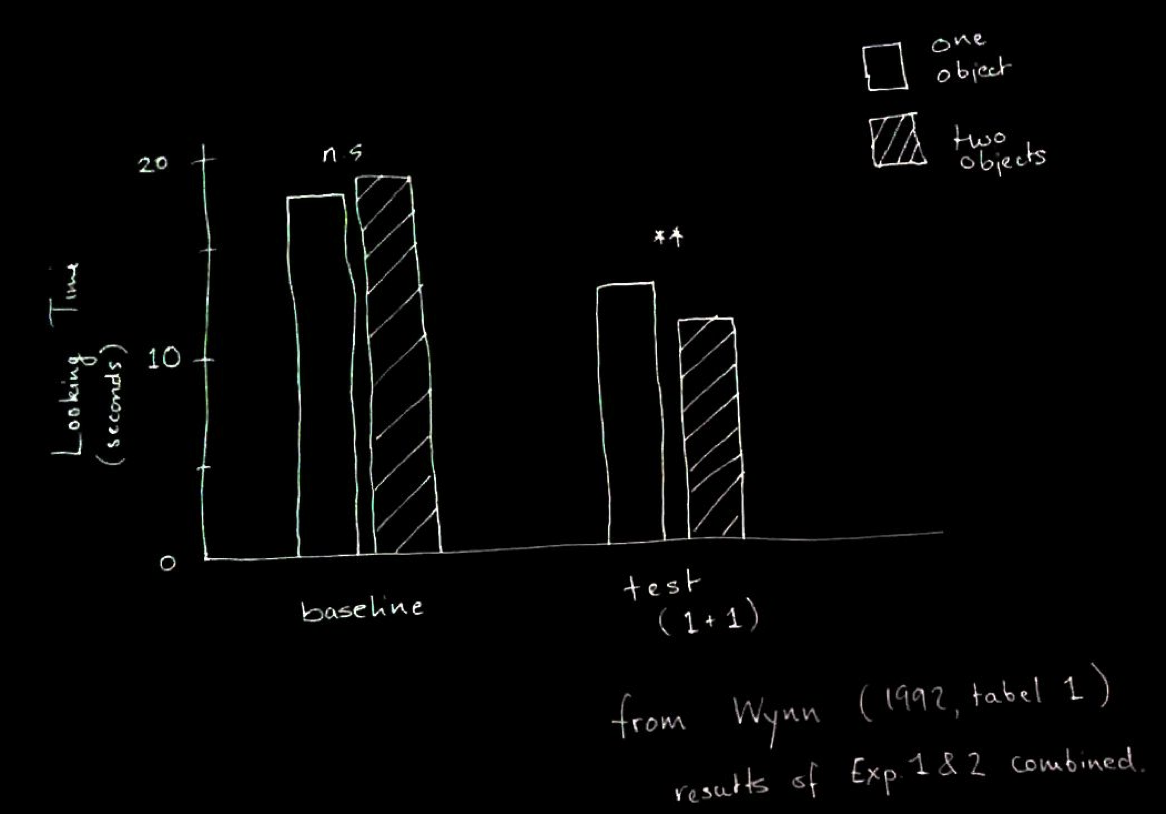 one
object
two
objects
n.s
**
20
10
0
Looking Time
(seconds)
baseline
test
(1+1)
from Wynn (1992, tabel 1)
results of Exp. 1 & 2 combined.